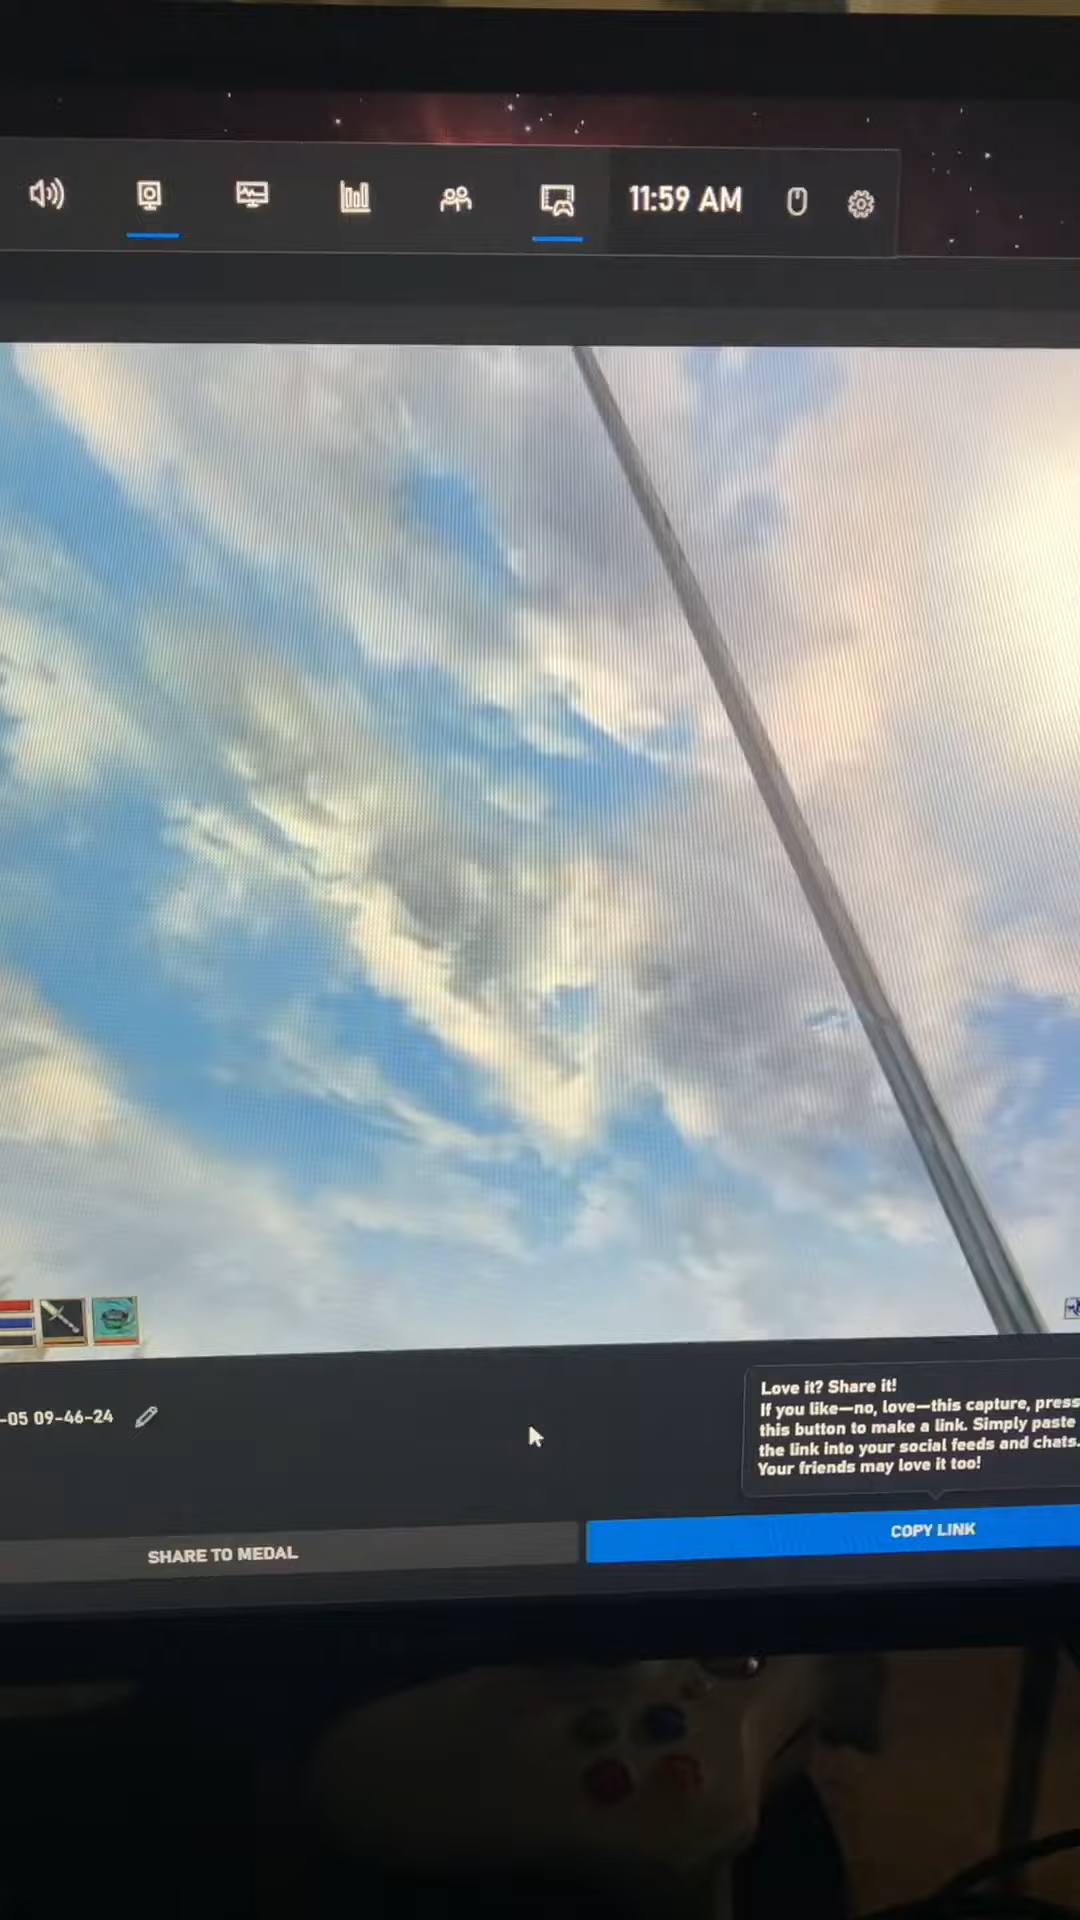 11:59 AM
-05 09-46-24
Love it? Share it!
If you like—no, love—this capture, press
this button to make a link. Simply paste
the link into your social feeds and chats.
Your friends may love it too!
SHARE TO MEDAL
COPY LINK